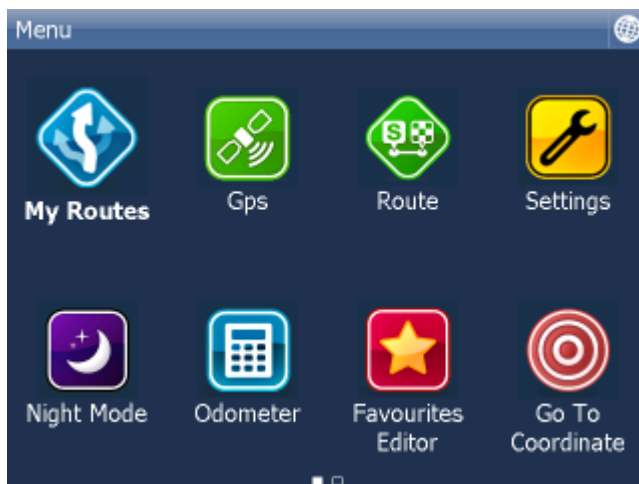 Menu
My Routes
Gps
Route
Settings
Night Mode
Odometer
Favourites
Editor
Go To
Coordinate